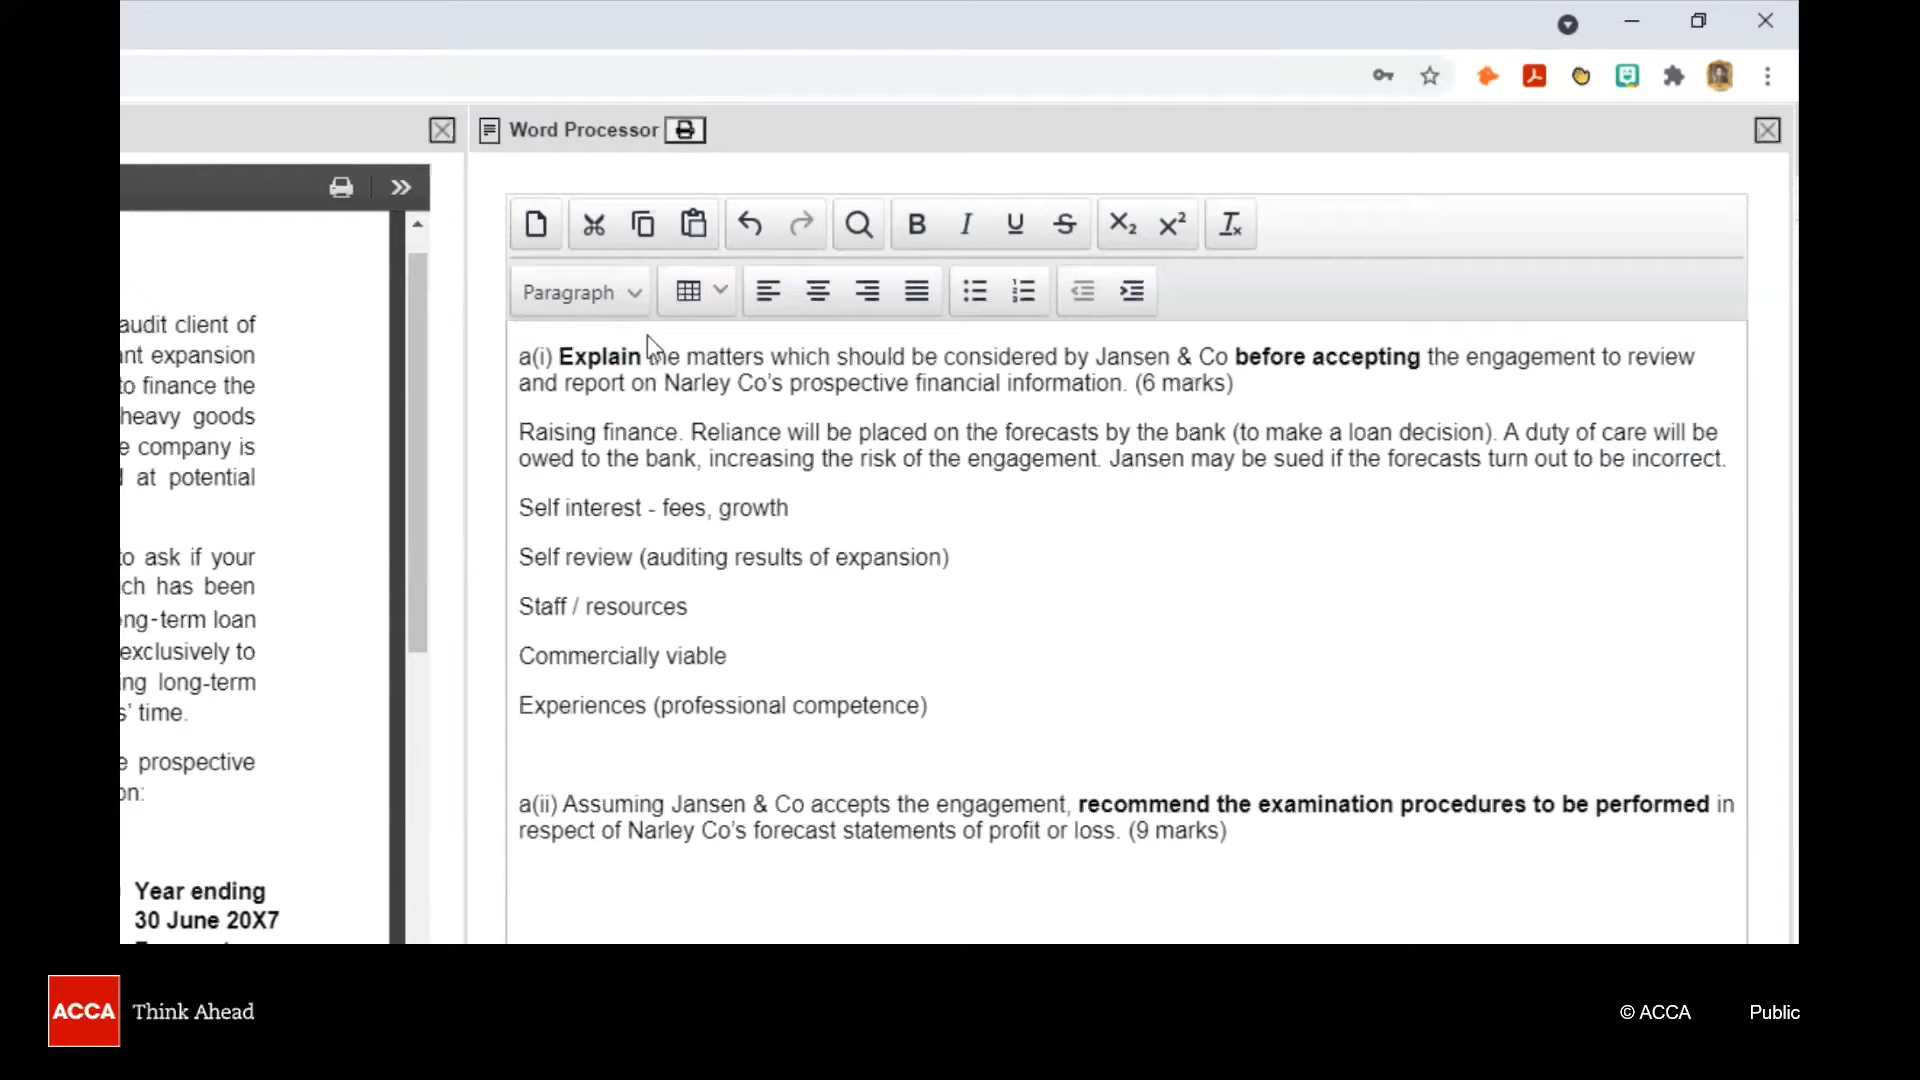 Word Processor
audit client of
ant expansion
to finance the
heavy goods
e company is
at potential
to ask if your
ch has been
ong-term loan
exclusively to
ing long-term
s' time.
e prospective
on:
Year ending
30 June 20X7
Paragraph
a(i) Explain the matters which should be considered by Jansen & Co before accepting the engagement to review
and report on Narley Co's prospective financial information. (6 marks)
Raising finance. Reliance will be placed on the forecasts by the bank (to make a loan decision). A duty of care will be
owed to the bank, increasing the risk of the engagement. Jansen may be sued if the forecasts turn out to be incorrect.
Self interest - fees, growth
Self review (auditing results of expansion)
Staff / resources
Commercially viable
Experiences (professional competence)
a(ii) Assuming Jansen & Co accepts the engagement, recommend the examination procedures to be performed in
respect of Narley Co's forecast statements of profit or loss. (9 marks)
ACCA Think Ahead
© ACCA Public